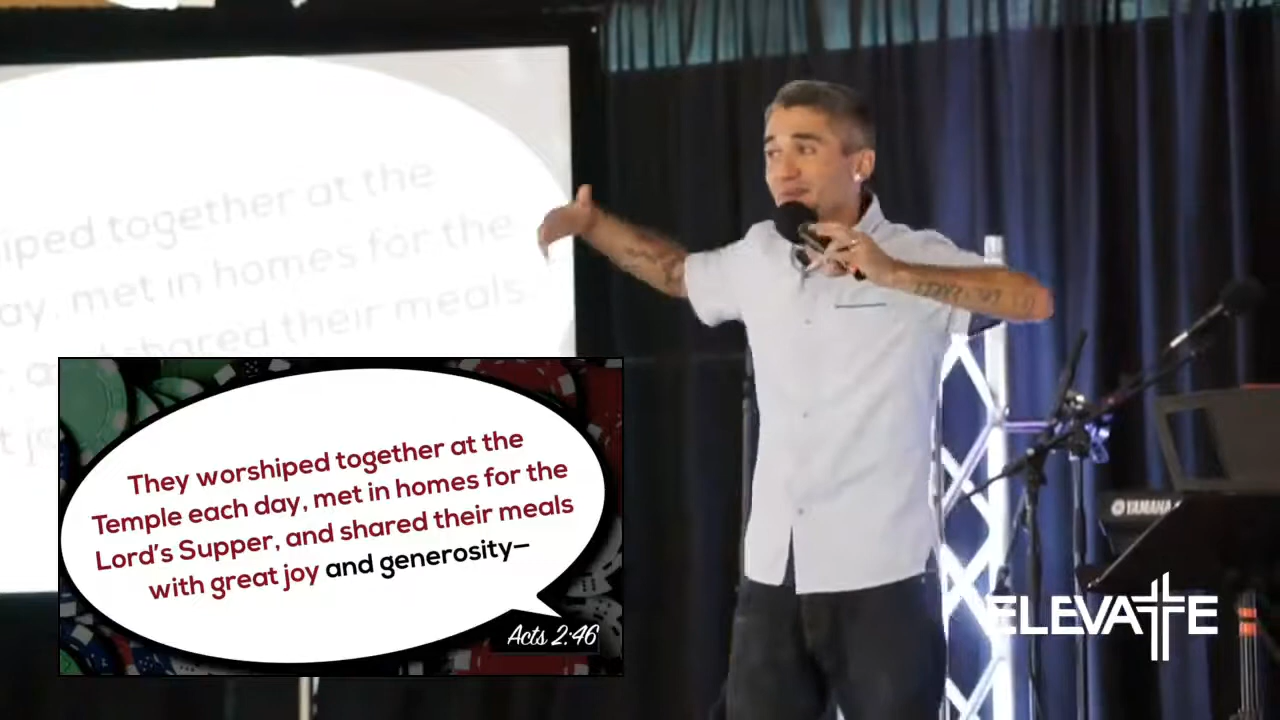 iped together at the
ay, met in homes for the
shared their meals
They worshiped together at the
Temple each day, met in homes for the
Lord's Supper, and shared their meals
with great joy and generosity—
Acts 2:46
YAMAHA
ELEVATE